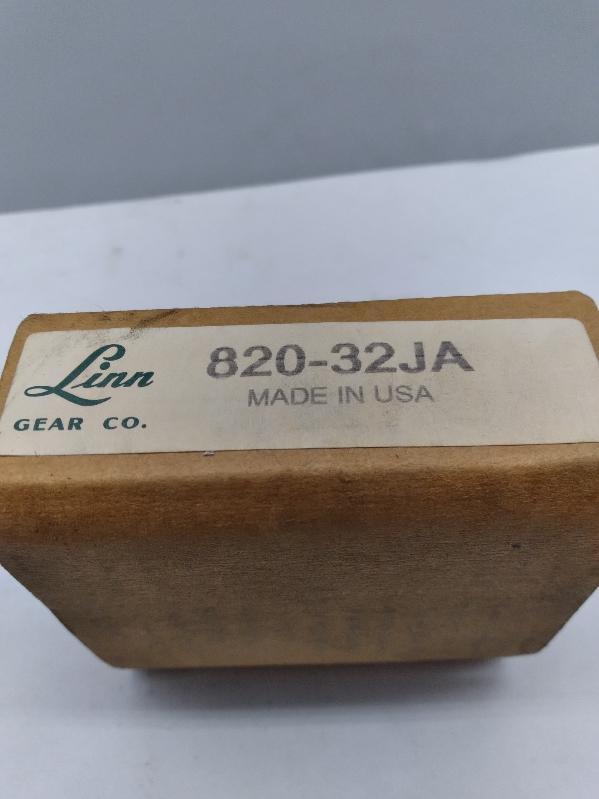 Linn
GEAR CO.
820-32JA
MADE IN USA